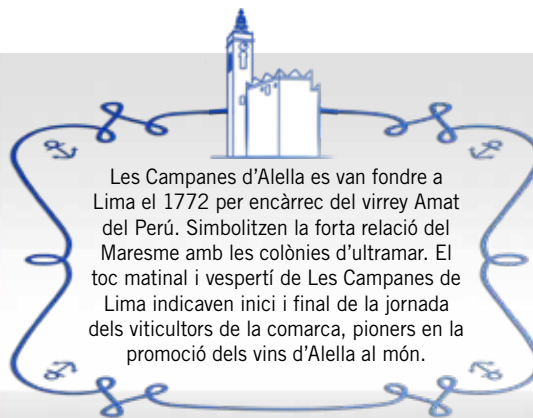 Les Campanes d'Alella es van fondre a
Lima el 1772 per encàrrec del virrey Amat
del Perú. Simbolitzen la forta relació del
Maresme amb les colònies d'ultramar. El
toc matinal i vespertí de Les Campanes de
Lima indicaven inici i final de la jornada
dels viticultors de la comarca, pioners en la
promoció dels vins d'Alella al món.